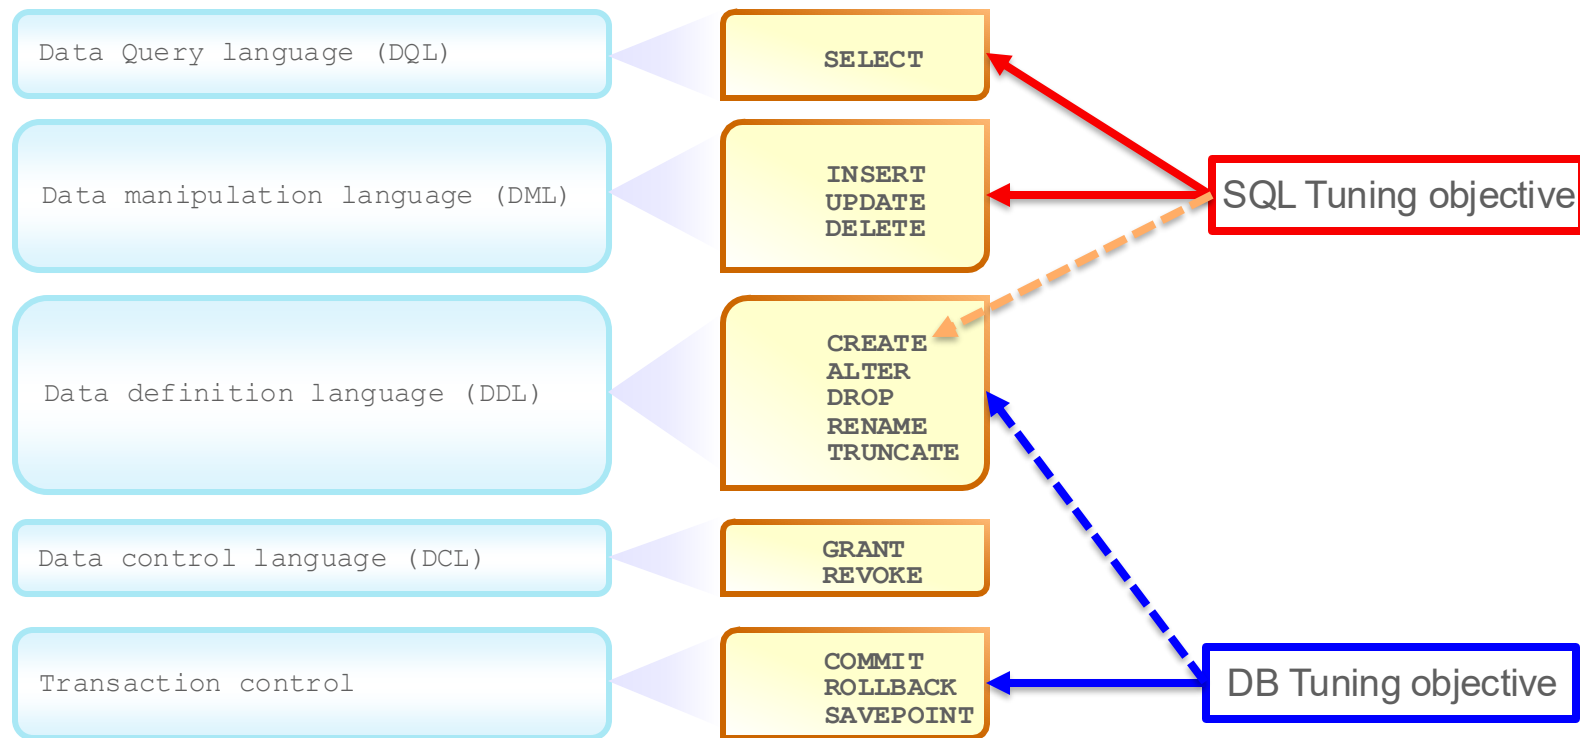 Data Query language (DQL)
SELECT
Data manipulation language (DML)
INSERT
UPDATE
DELETE
SQL Tuning objective
Data definition language (DDL)
CREATE
ALTER
DROP
RENAME
TRUNCATE
Data control language (DCL)
GRANT
REVOKE
Transaction control
COMMIT
ROLLBACK
SAVEPOINT
DB Tuning objective